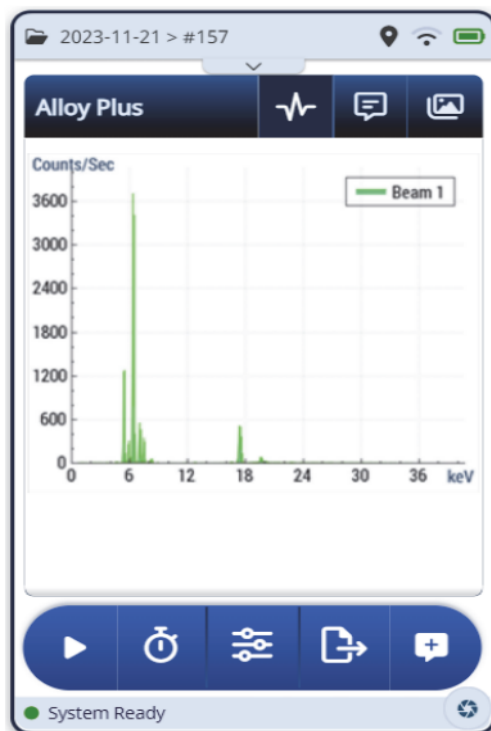 2023-11-21 > #157
Alloy Plus
Counts/Sec
Beam 1
3600
3000
2400
1800
1200
600
0
0 6 12 18 24 30 36 keV
System Ready